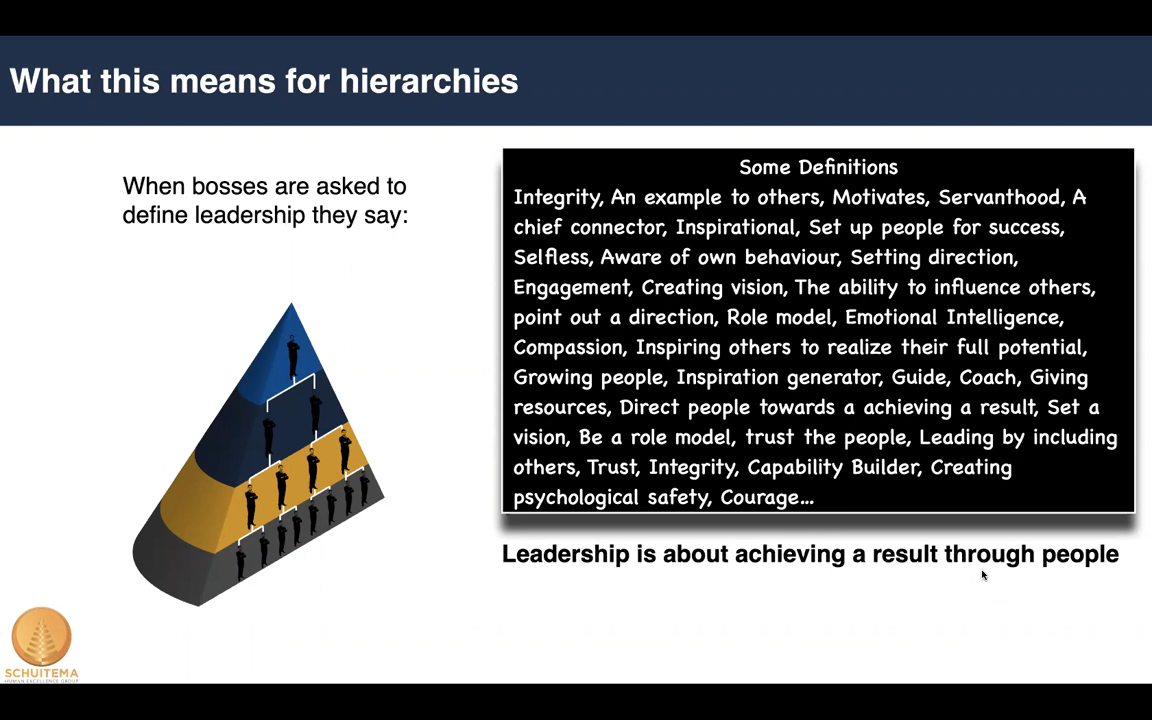 What this means for hierarchies
When bosses are asked to
define leadership they say:
Some Definitions
Integrity, An example to others, Motivates, Servanthood, A
chief connector, Inspirational, Set up people for success,
Selfless, Aware of own behaviour, Setting direction,
Engagement, Creating vision, The ability to influence others,
point out a direction, Role model, Emotional Intelligence,
Compassion, Inspiring others to realize their full potential,
Growing people, Inspiration generator, Guide, Coach, Giving
resources, Direct people towards a achieving a result, Set a
vision, Be a role model, trust the people, Leading by including
others, Trust, Integrity, Capability Builder, Creating
psychological safety, Courage...
Leadership is about achieving a result through people
SCHUITEMA
HUMAN EXCELLENCE GROUP